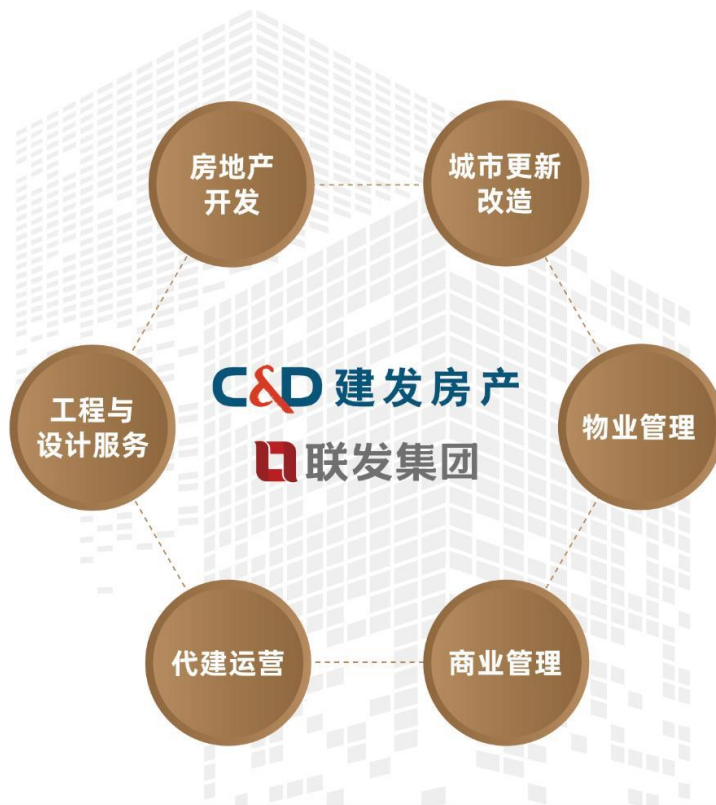 房地产
开发
城市更新
改造
C&D 建发房产
工程与
设计服务
物业管理
联发集团
代建运营
商业管理